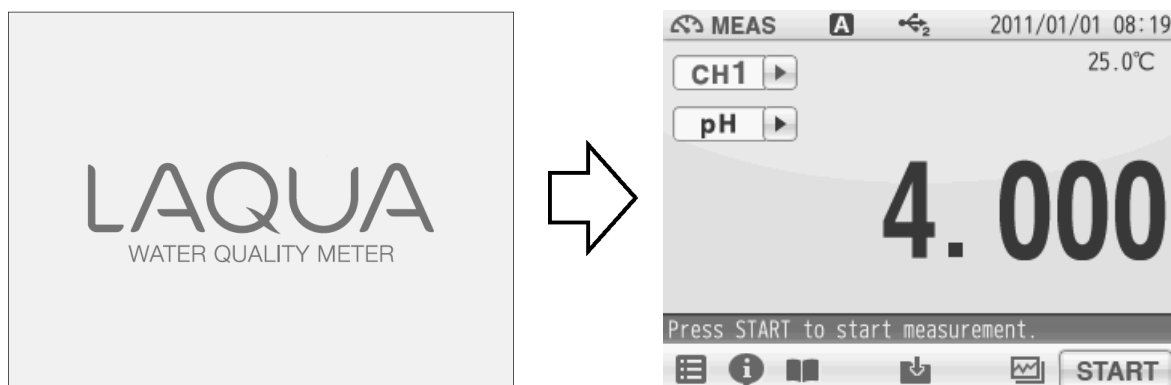 LAQUA
WATER QUALITY METER
MEAS A 2 2011/01/01 08:19
25.0℃
CH1
pH
4.000
Press START to start measurement.
START